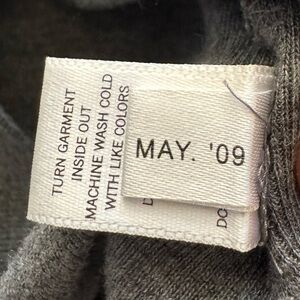 TURN GARMENT
INSIDE OUT
MACHINE WASH COLD
WITH LIKE COLORS
MAY. '09